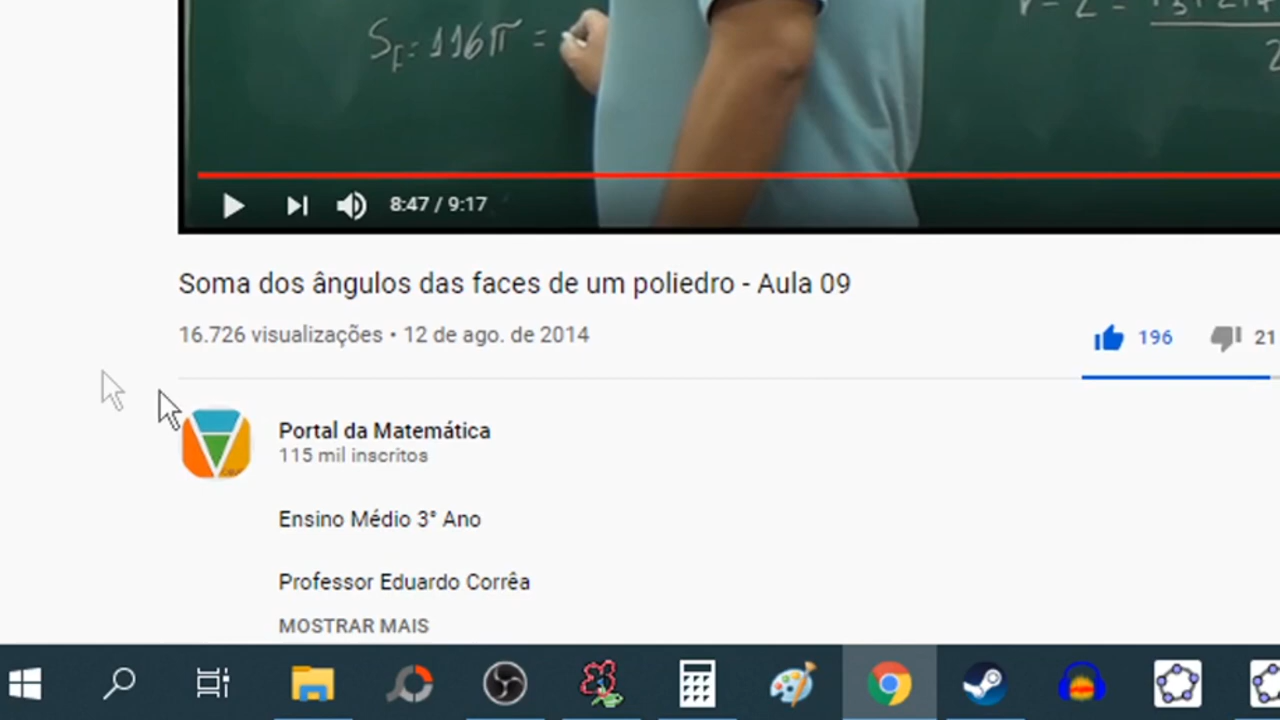 S_F = 116π =
8:47 / 9:17
Soma dos ângulos das faces de um poliedro - Aula 09
16.726 visualizações • 12 de ago. de 2014
196
21
Portal da Matemática
115 mil inscritos
Ensino Médio 3° Ano
Professor Eduardo Corrêa
MOSTRAR MAIS